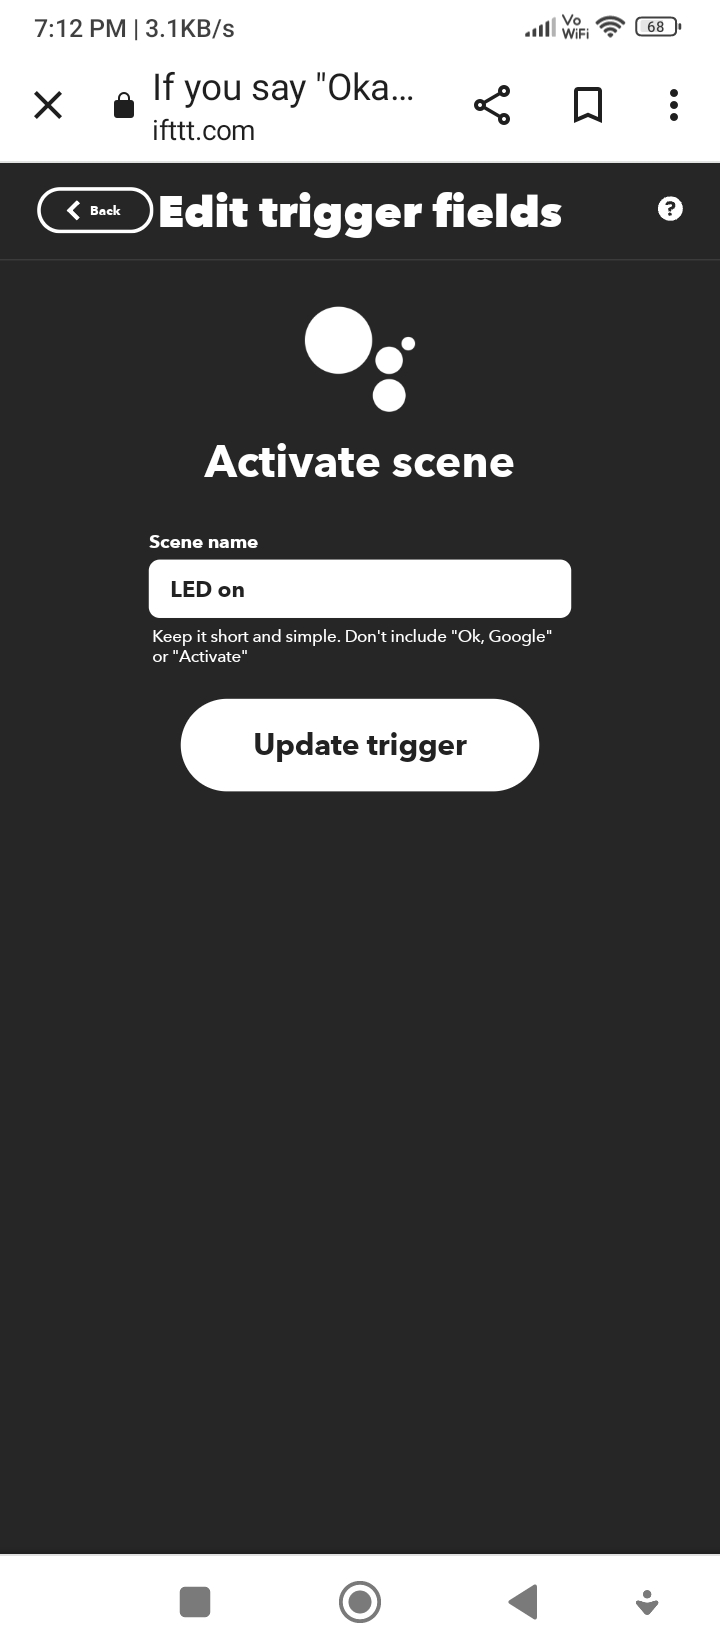 7:12 PM | 3.1KB/s
Vo
WiFi
68
If you say "Oka...
ifttt.com
Back
Edit trigger fields
?
Activate scene
Scene name
LED on
Keep it short and simple. Don't include "Ok, Google"
or "Activate"
Update trigger